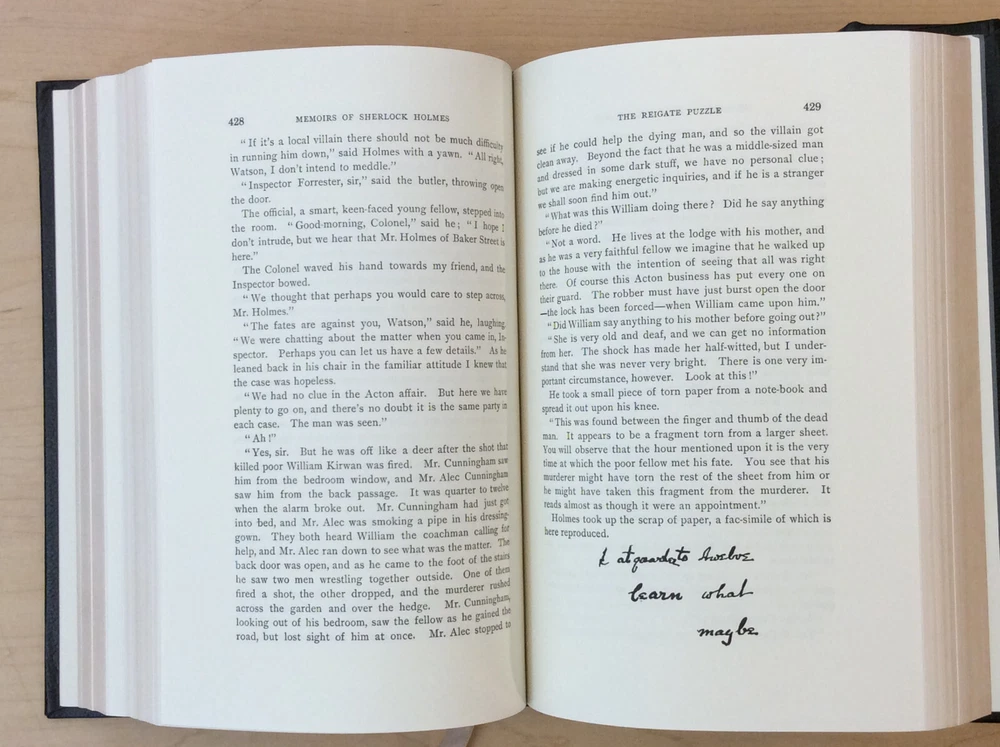 428 MEMOIRS OF SHERLOCK HOLMES
“If it's a local villain there should not be much difficulty
in running him down,” said Holmes with a yawn. “All right,
Watson, I don't intend to meddle.”
“Inspector Forrester, sir,” said the butler, throwing open
the door.
The official, a smart, keen-faced young fellow, stepped into
the room. “Good-morning, Colonel,” said he; “I hope I
don't intrude, but we hear that Mr. Holmes of Baker Street is
here.”
The Colonel waved his hand towards my friend, and the
Inspector bowed.
“We thought that perhaps you would care to step across,
Mr. Holmes.”
“The fates are against you, Watson,” said he, laughing.
“We were chatting about the matter when you came in, In-
spector. Perhaps you can let us have a few details.” As he
leaned back in his chair in the familiar attitude I knew that
the case was hopeless.
“We had no clue in the Acton affair. But here we have
plenty to go on, and there's no doubt it is the same party in
each case. The man was seen.”
“Ah!”
“Yes, sir. But he was off like a deer after the shot that
killed poor William Kirwan was fired. Mr. Cunningham saw
him from the bedroom window, and Mr. Alec Cunningham
saw him from the back passage. It was quarter to twelve
when the alarm broke out. Mr. Cunningham had just got
into bed, and Mr. Alec was smoking a pipe in his dressing-
gown. They both heard William the coachman calling for
help, and Mr. Alec ran down to see what was the matter. The
back door was open, and as he came to the foot of the stairs
he saw two men wrestling together outside. One of them
fired a shot, the other dropped, and the murderer rushed
across the garden and over the hedge. Mr. Cunningham,
looking out of his bedroom, saw the fellow as he gained the
road, but lost sight of him at once. Mr. Alec stopped to
THE REIGATE PUZZLE 429
see if he could help the dying man, and so the villain got
clean away. Beyond the fact that he was a middle-sized man
and dressed in some dark stuff, we have no personal clue;
but we are making energetic inquiries, and if he is a stranger
we shall soon find him out.”
“What was this William doing there? Did he say anything
before he died?”
“Not a word. He lives at the lodge with his mother, and
as he was a very faithful fellow we imagine that he walked up
to the house with the intention of seeing that all was right
there. Of course this Acton business has put every one on
their guard. The robber must have just burst open the door
—the lock has been forced—when William came upon him.”
“Did William say anything to his mother before going out?”
“She is very old and deaf, and we can get no information
from her. The shock has made her half-witted, but I under-
stand that she was never very bright. There is one very im-
portant circumstance, however. Look at this!”
He took a small piece of torn paper from a note-book and
spread it out upon his knee.
“This was found between the finger and thumb of the dead
man. It appears to be a fragment torn from a larger sheet.
You will observe that the hour mentioned upon it is the very
time at which the poor fellow met his fate. You see that his
murderer might have torn the rest of the sheet from him or
he might have taken this fragment from the murderer. It
reads almost as though it were an appointment.”
Holmes took up the scrap of paper, a fac-simile of which is
here reproduced.
at quarter to twelve
learn what
maybe